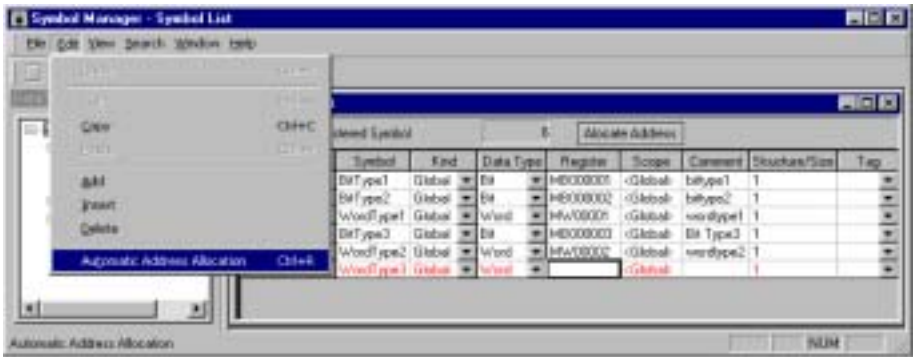 Symbol Manager - Symbol List
File Edit View Search Window Help
Copy Ctrl+C
Add
Insert
Delete
Automatic Address Allocation Ctrl+R
Symbol 6 Allocate Address
Symbol Kind Data Type Register Scope Comment Structure/Size Tag
BitType1 Global Bit MB000001 <Global> bittype1 1
BitType2 Global Bit MB000002 <Global> bittype2 1
WordType1 Global Word MW00001 <Global> wordtype1 1
BitType3 Global Bit MB000003 <Global> Bit Type3 1
WordType2 Global Word MW00002 <Global> wordtype2 1
WordType3 Global Word <Global> 1
Automatic Address Allocation NUM